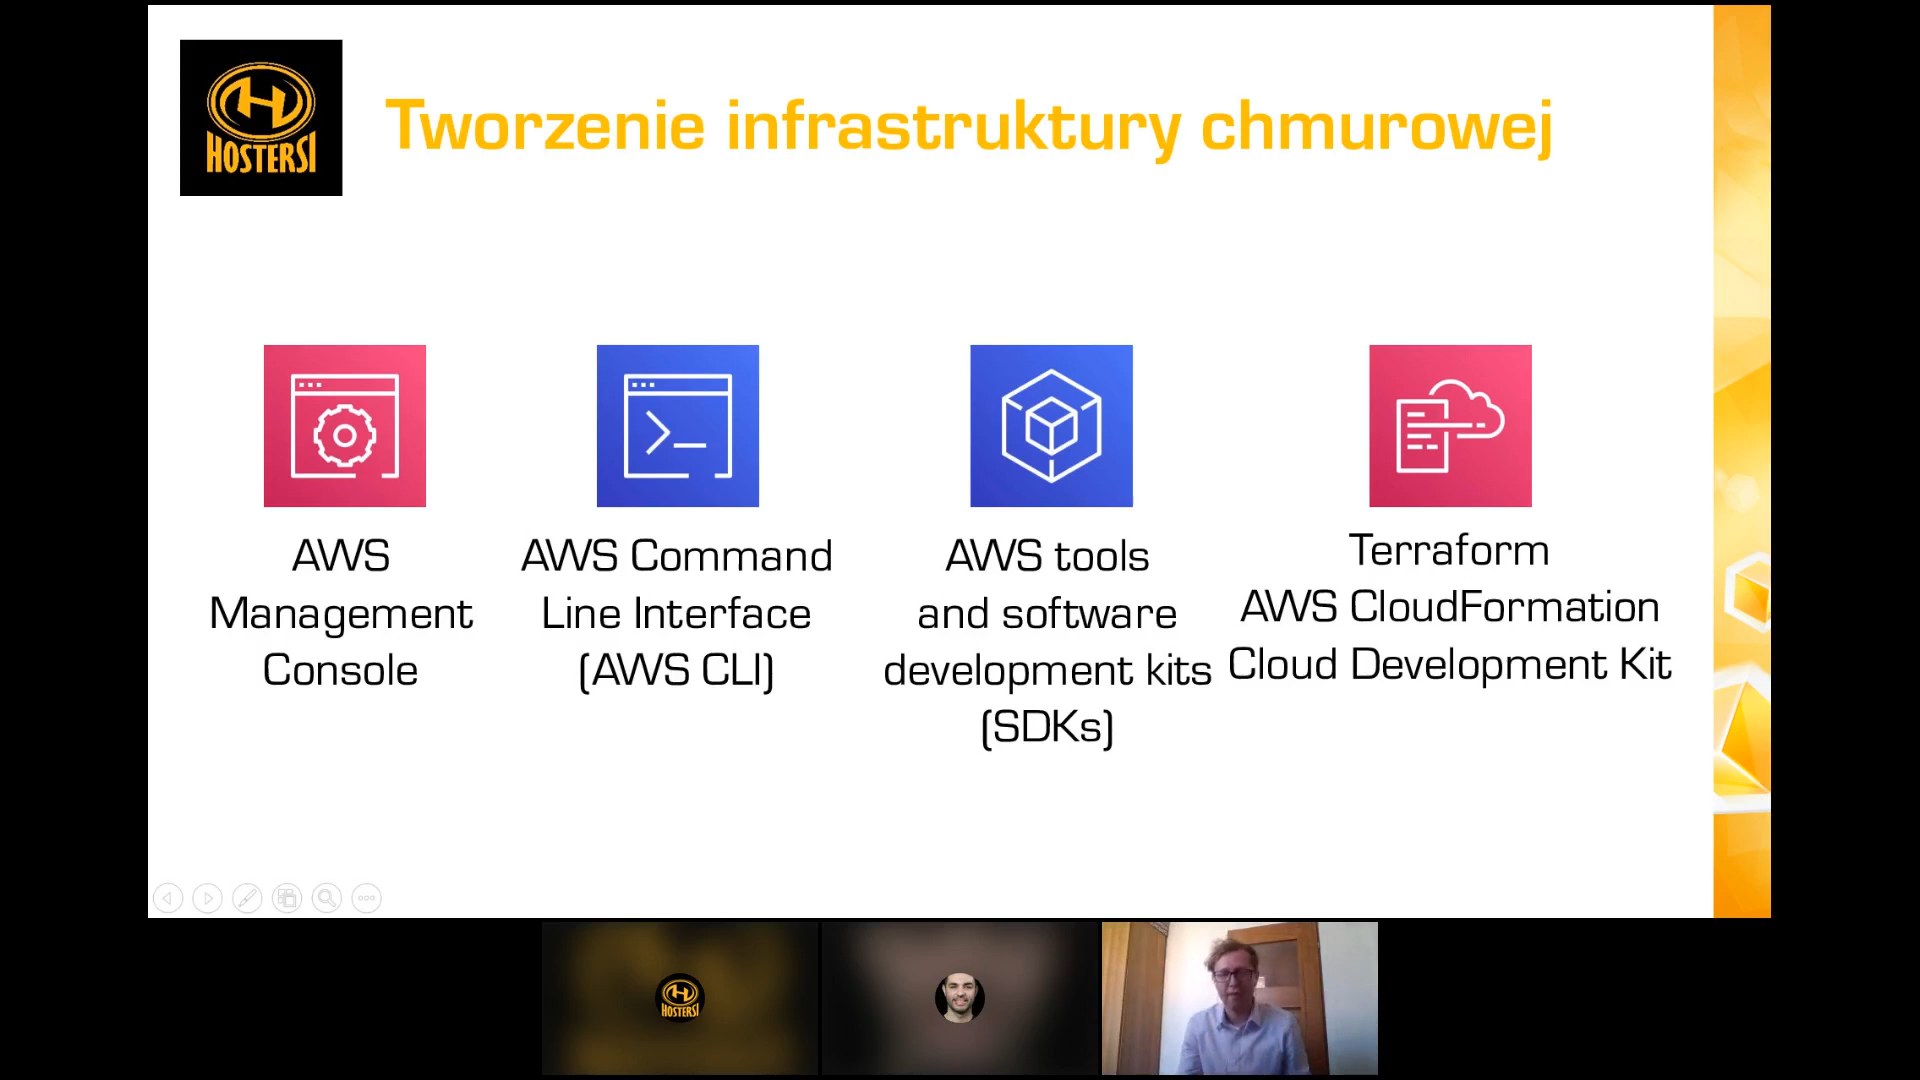 HOSTERSI
Tworzenie infrastruktury chmurowej
AWS
Management
Console
AWS Command
Line Interface
(AWS CLI)
AWS tools
and software
development kits
(SDKs)
Terraform
AWS CloudFormation
Cloud Development Kit
HOSTERSI